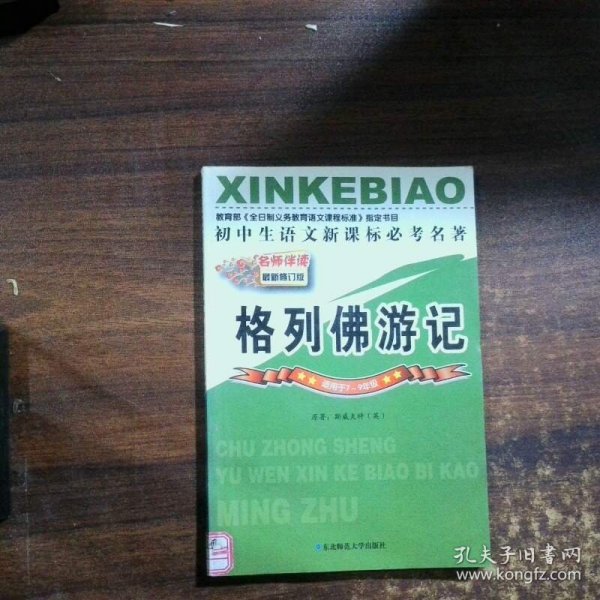 XINKEBIAO
教育部《全日制义务教育语文课程标准》指定书目
初中生语文新课标必考名著
名师伴读
最新修订版
格列佛游记
适用于7-9年级
原著：斯威夫特（英）
CHU ZHONG SHENG
YU WEN XIN KE BIAO BI KAO
MING ZHU
东北师范大学出版社
孔夫子旧书网
www.kongfz.com